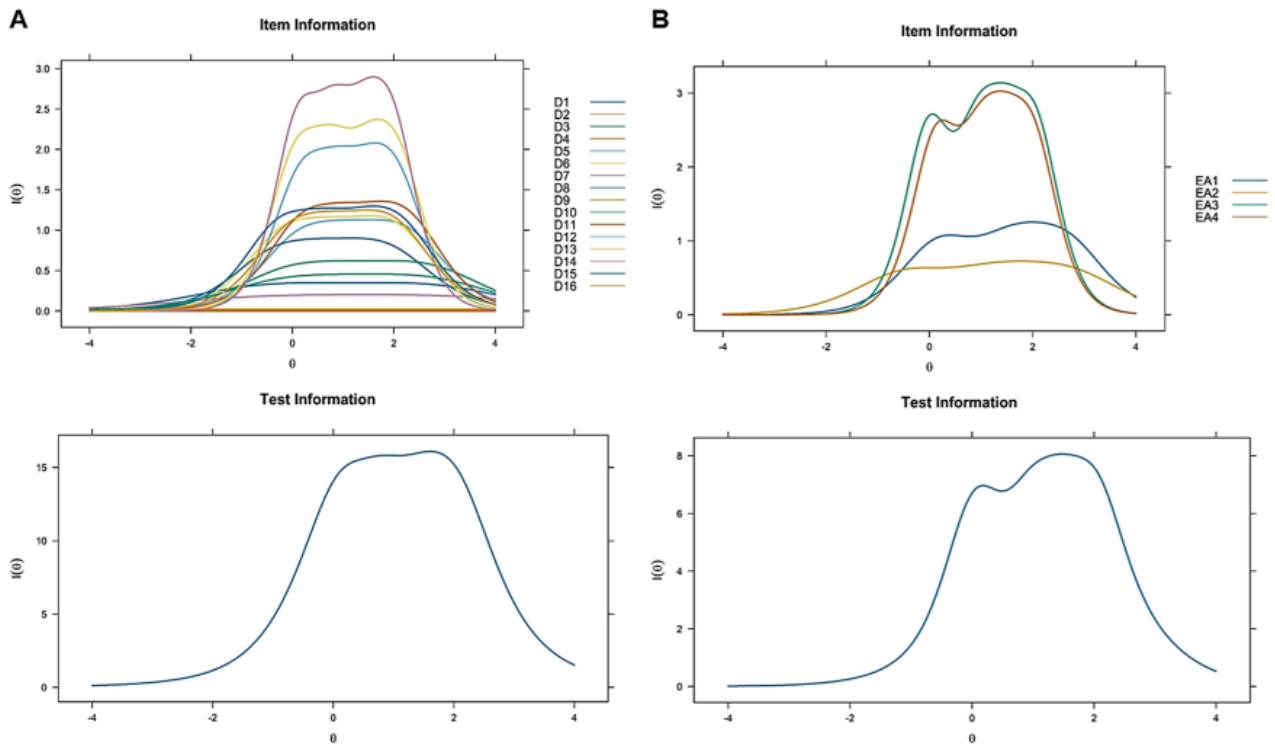 A
Item Information
3.0
2.5
2.0
1.5
1.0
0.5
0.0
I(θ)
-4 -2 0 2 4
θ
D1
D2
D3
D4
D5
D6
D7
D8
D9
D10
D11
D12
D13
D14
D15
D16
B
Item Information
3
2
1
0
I(θ)
-4 -2 0 2 4
θ
EA1
EA2
EA3
EA4
Test Information
15
10
5
0
I(θ)
-4 -2 0 2 4
θ
Test Information
8
6
4
2
0
I(θ)
-4 -2 0 2 4
θ